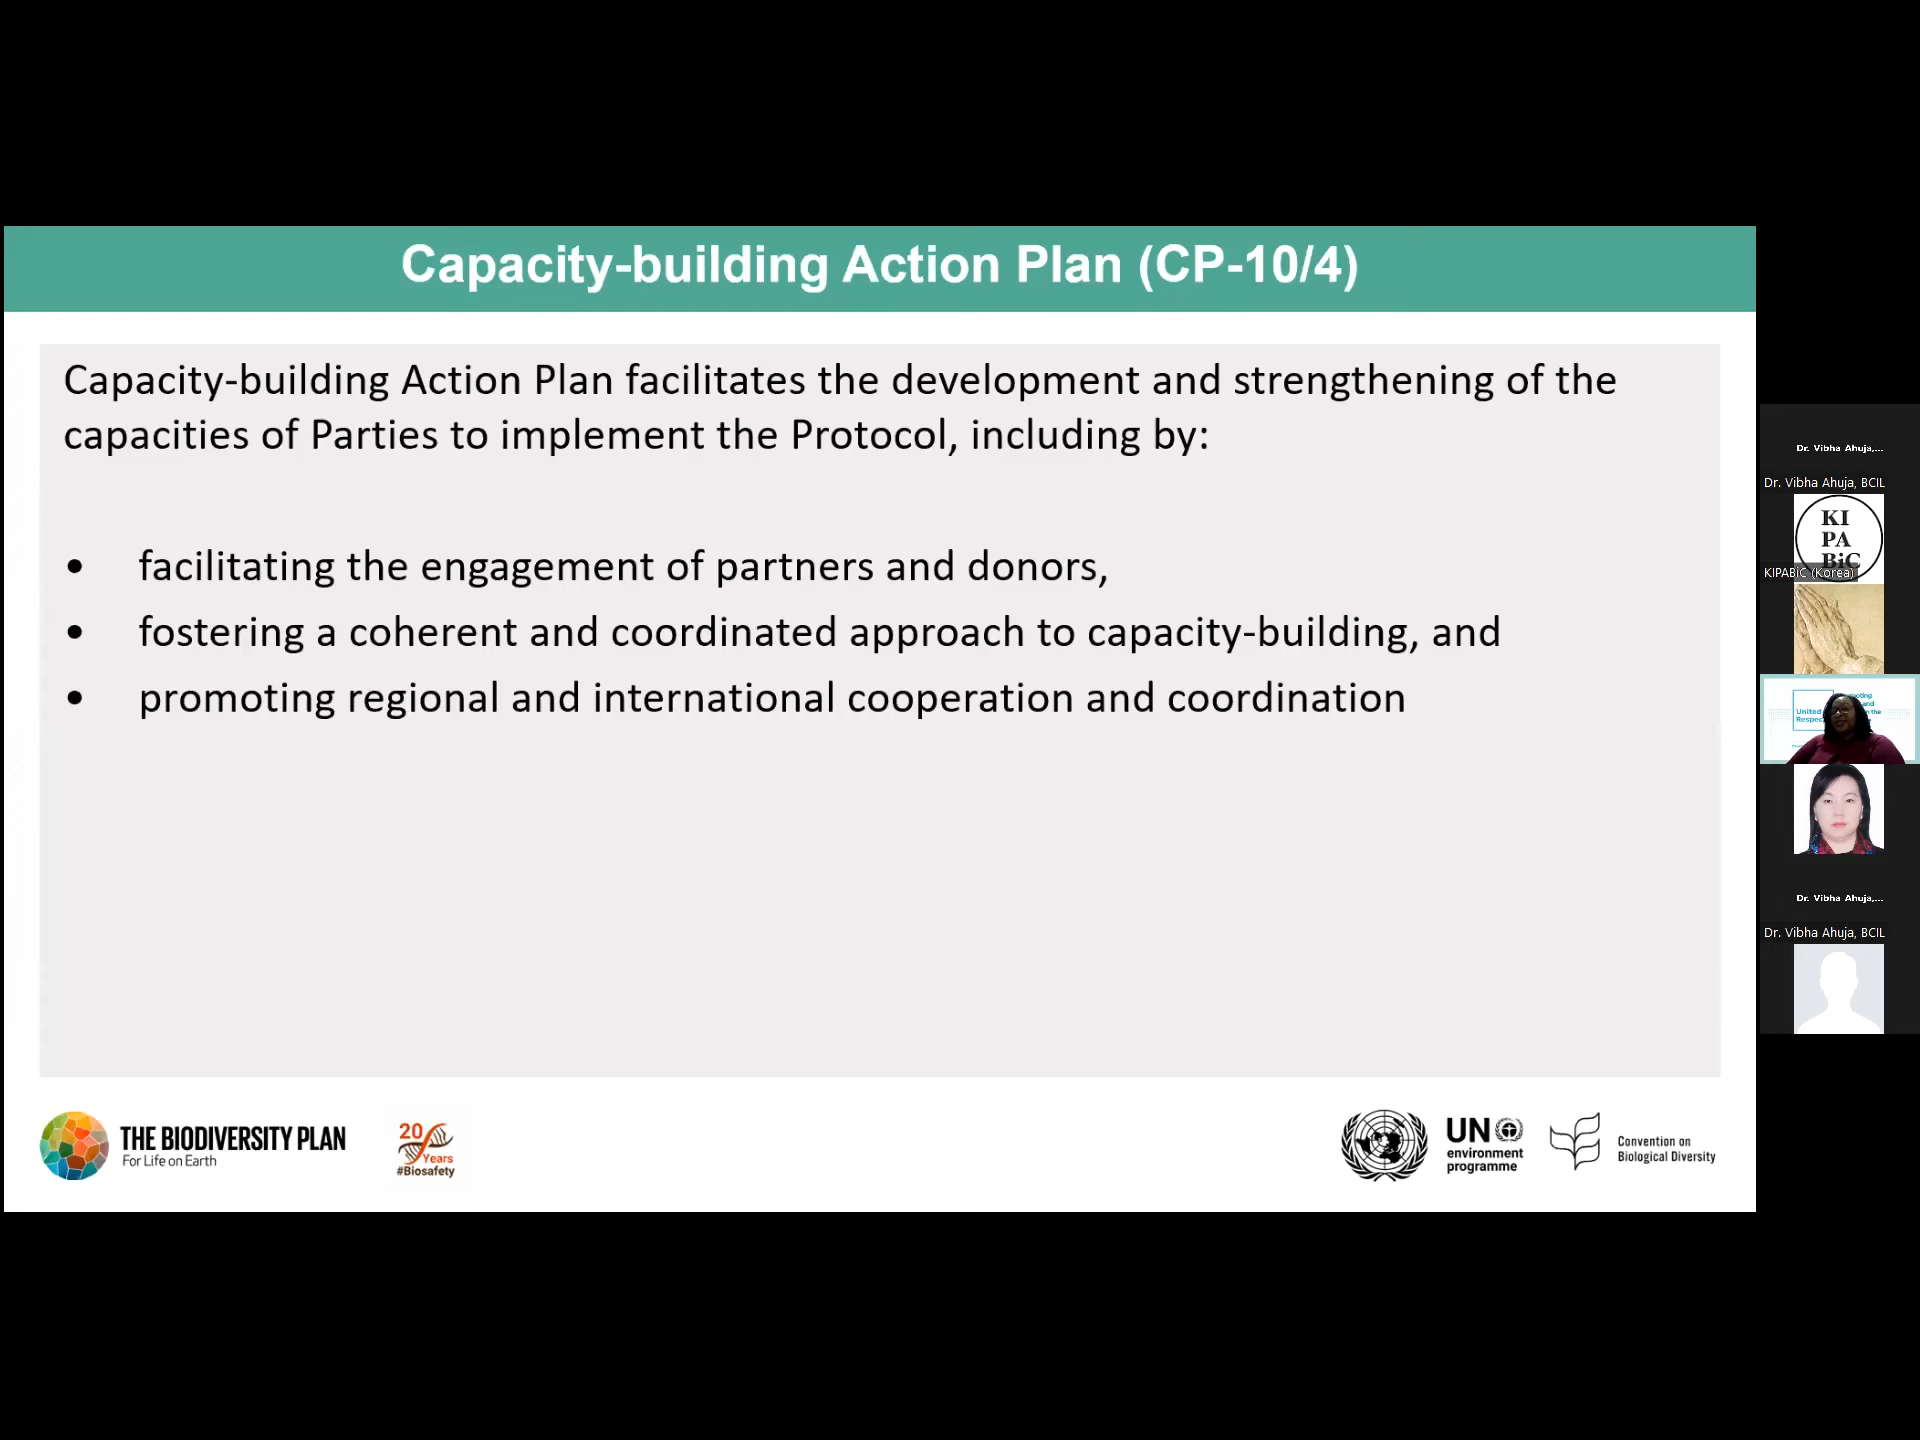 Capacity-building Action Plan (CP-10/4)
Capacity-building Action Plan facilitates the development and strengthening of the
capacities of Parties to implement the Protocol, including by:
• facilitating the engagement of partners and donors,
• fostering a coherent and coordinated approach to capacity-building, and
• promoting regional and international cooperation and coordination
THE BIODIVERSITY PLAN
For Life on Earth
20
Years
#Biosafety
UN
environment
programme
Convention on
Biological Diversity
Dr. Vibha Ahuja,...
Dr. Vibha Ahuja, BCIL
KI
PA
BiC
KIPABiC (Korea)
United
Respec
Dr. Vibha Ahuja,...
Dr. Vibha Ahuja, BCIL